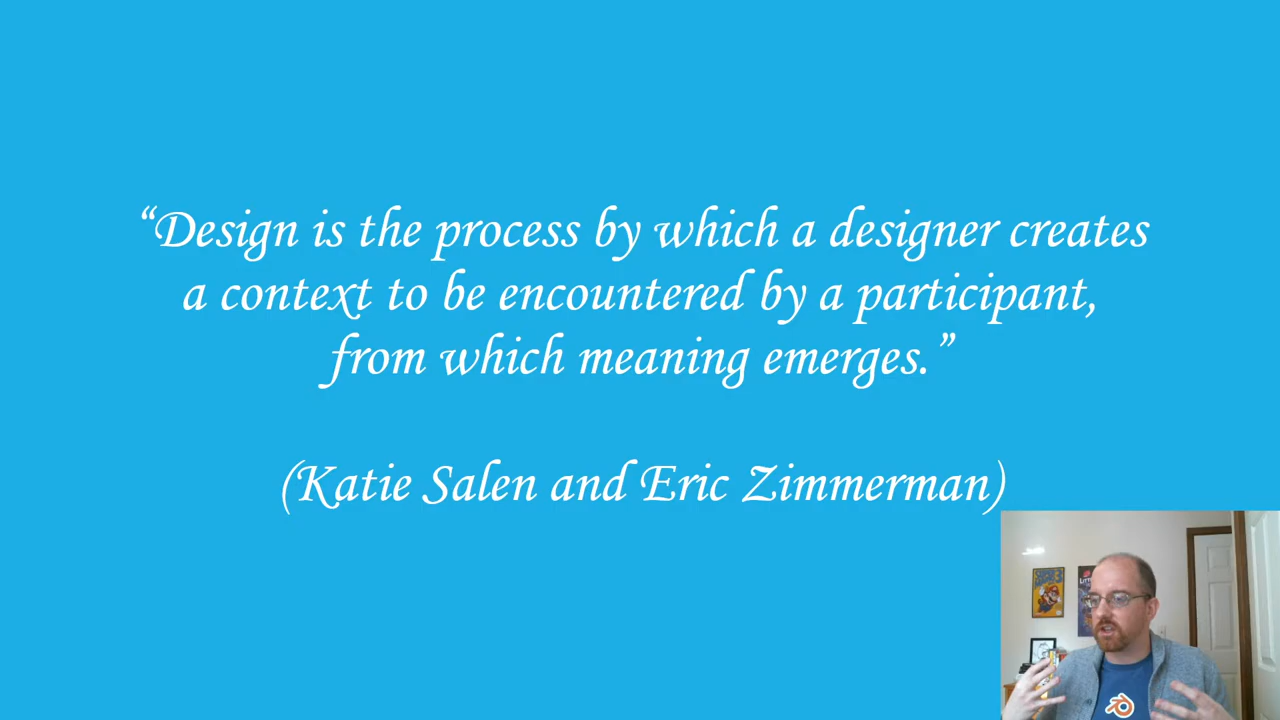 “Design is the process by which a designer creates
a context to be encountered by a participant,
from which meaning emerges.”
(Katie Salen and Eric Zimmerman)